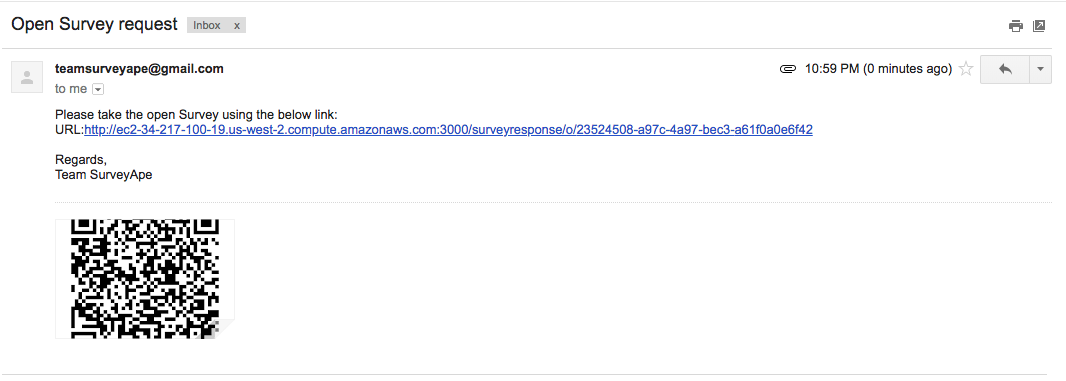 Open Survey request Inbox x
teamsurveyape@gmail.com 10:59 PM (0 minutes ago)
to me
Please take the open Survey using the below link:
URL:http://ec2-34-217-100-19.us-west-2.compute.amazonaws.com:3000/surveyresponse/o/23524508-a97c-4a97-bec3-a61f0a0e6f42
Regards,
Team SurveyApe